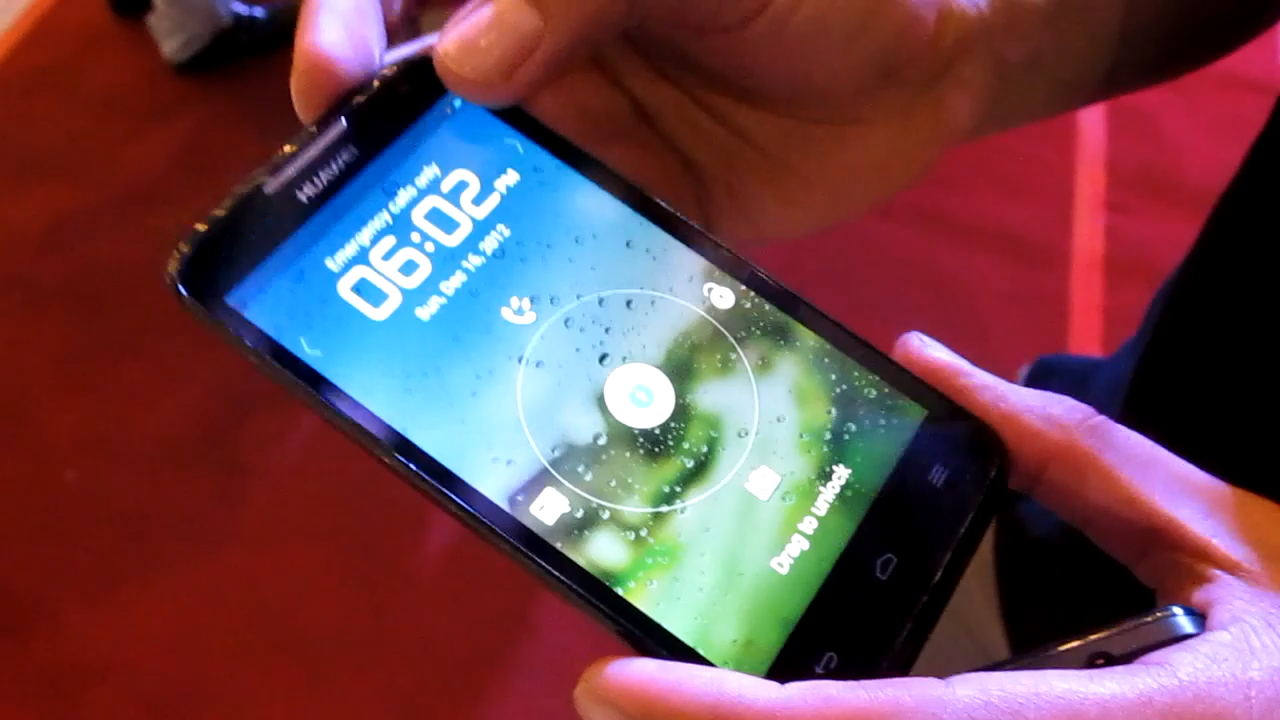 HUAWEI
Emergency calls only
06:02 PM
Sun, Dec 16, 2012
Drag to unlock